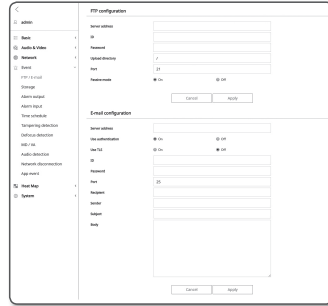 admin
Basic
Audio & Video
Network
Event
FTP / E-mail
Storage
Alarm output
Alarm input
Time schedule
Tampering detection
Defocus detection
Audio detection
Network disconnection
App event
Heat Map
System
FTP configuration
Server address
ID
Password
Upload directory /
Port 21
Passive mode On Off
Cancel Apply
E-mail configuration
Server address
Use authentication On Off
Use TLS On Off
ID
Password
Port 25
Recipient
Sender
Subject
Body
Cancel Apply